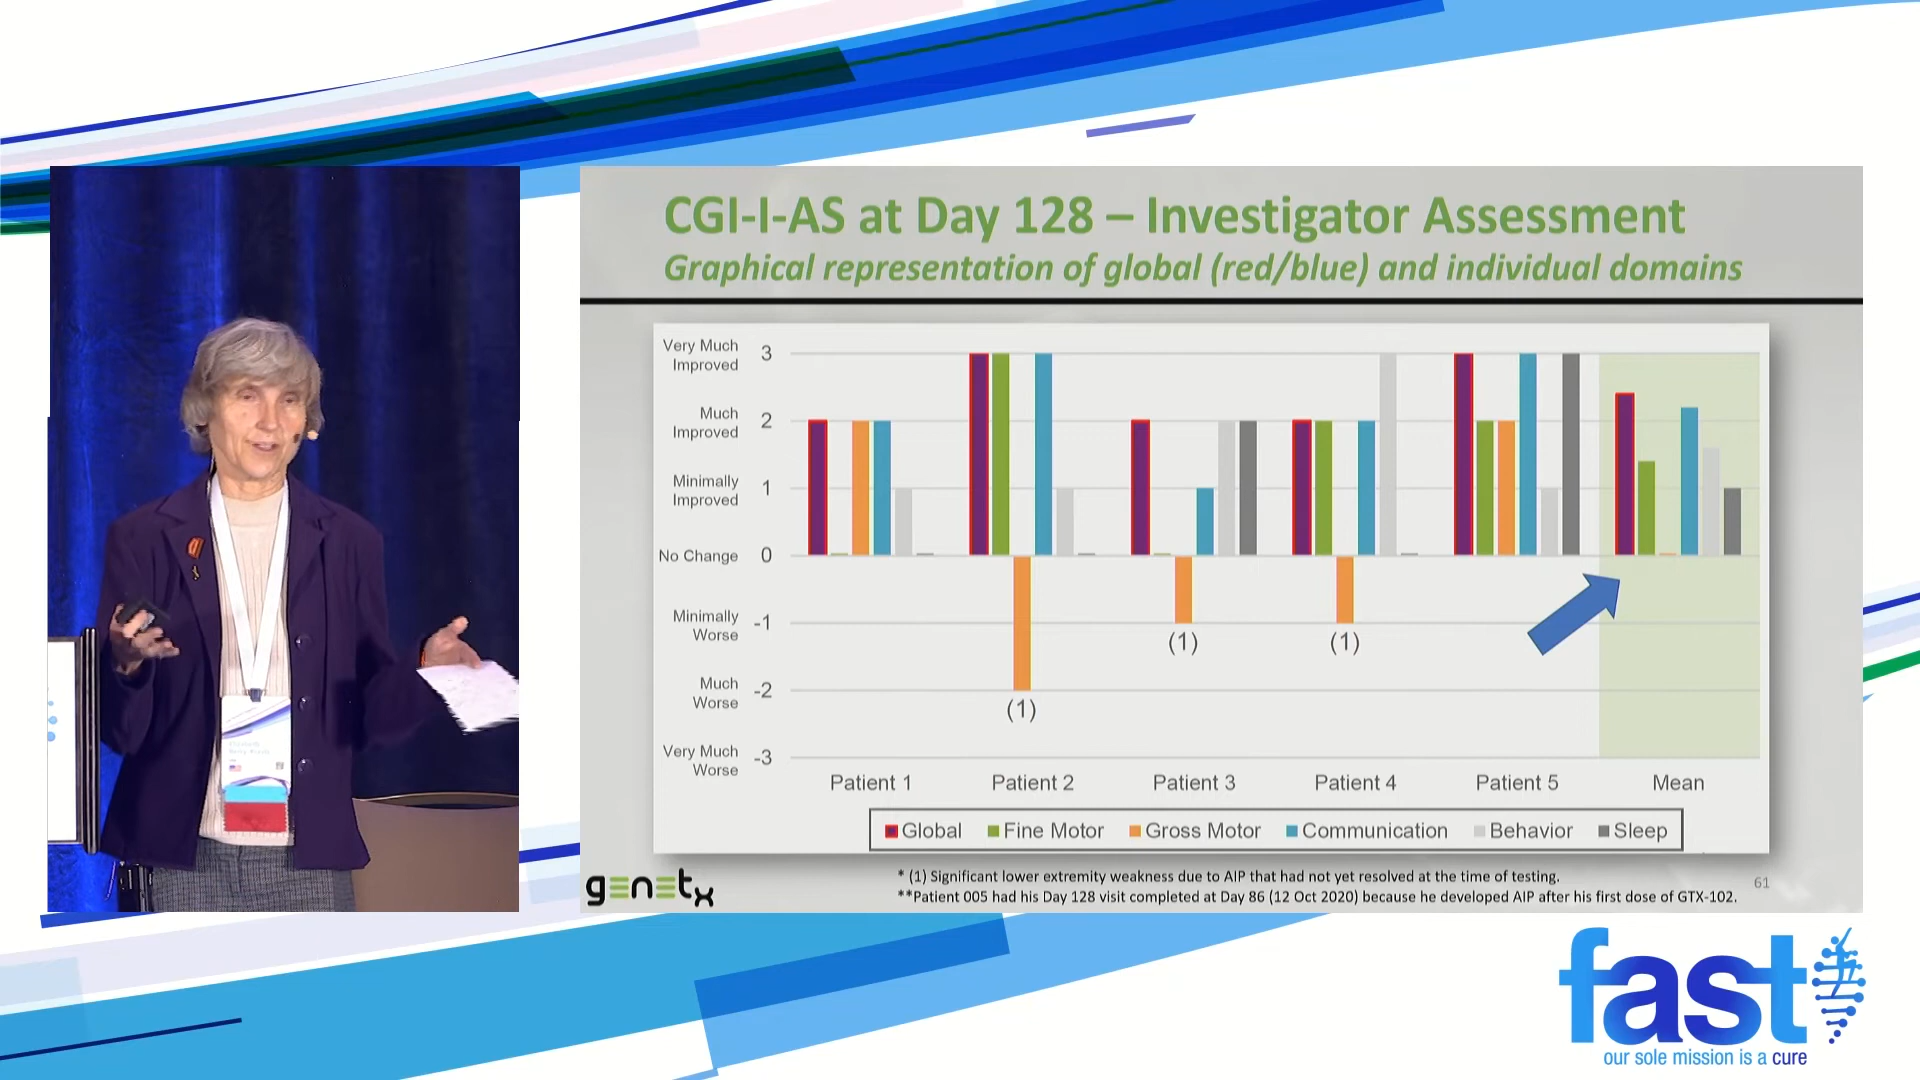 CGI-I-AS at Day 128 – Investigator Assessment
Graphical representation of global (red/blue) and individual domains
Very Much
Improved
3
Much
Improved
2
Minimally
Improved
1
No Change
0
Minimally
Worse
-1
Much
Worse
-2
Very Much
Worse
-3
(1)
(1)
(1)
Patient 1
Patient 2
Patient 3
Patient 4
Patient 5
Mean
Global
Fine Motor
Gross Motor
Communication
Behavior
Sleep
* (1) Significant lower extremity weakness due to AIP that had not yet resolved at the time of testing.
**Patient 005 had his Day 128 visit completed at Day 86 (12 Oct 2020) because he developed AIP after his first dose of GTX-102.
61
genetx
fast
our sole mission is a cure